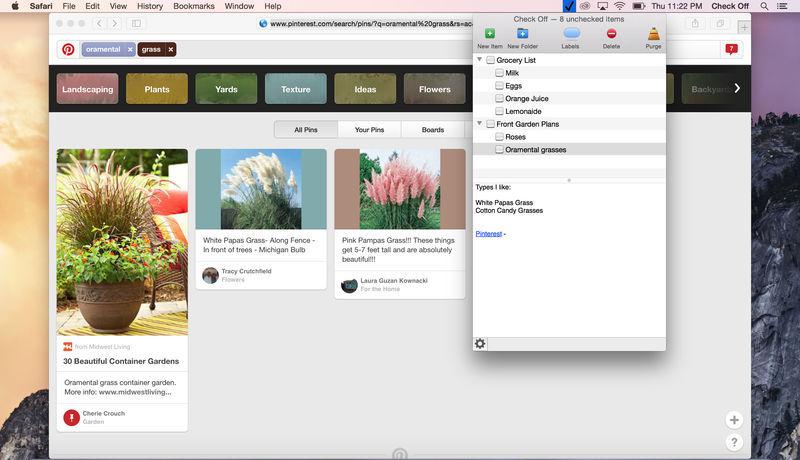 Safari File Edit View History Bookmarks Window Help
Thu 11:22 PM Check Off
www.pinterest.com/search/pins/?q=oramental%20grass&rs=ac
oramental x grass x
7
Landscaping Plants Yards Texture Ideas Flowers Backyard
All Pins Your Pins Boards
from Midwest Living
30 Beautiful Container Gardens
Oramental grass container garden.
More info: www.midwestliving...
Cherie Crouch
Garden
White Papas Grass- Along Fence -
In front of trees - Michigan Bulb
Tracy Crutchfield
Flowers
Pink Pampas Grass!!! These things
get 5-7 feet tall and are absolutely
beautiful!!!
Laura Guzan Kownacki
For the Home
Check Off — 8 unchecked items
New Item New Folder Labels Delete Purge
Grocery List
Milk
Eggs
Orange Juice
Lemonaide
Front Garden Plans
Roses
Oramental grasses
Types I like:
White Papas Grass
Cotton Candy Grasses
Pinterest -
+
?